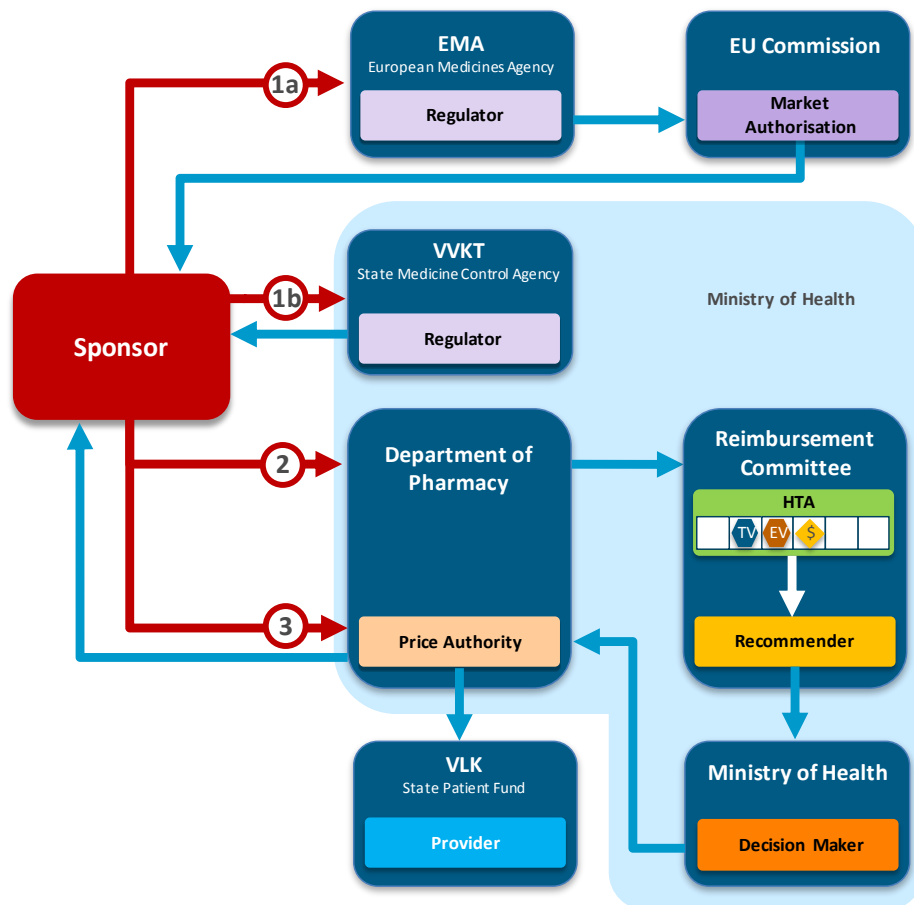 EMA
European Medicines Agency
Regulator
EU Commission
Market
Authorisation
1a
VVKT
State Medicine Control Agency
Regulator
Ministry of Health
1b
Sponsor
2
Department of
Pharmacy
Reimbursement
Committee
HTA
TV
EV
$
3
Price Authority
Recommender
VLK
State Patient Fund
Provider
Ministry of Health
Decision Maker